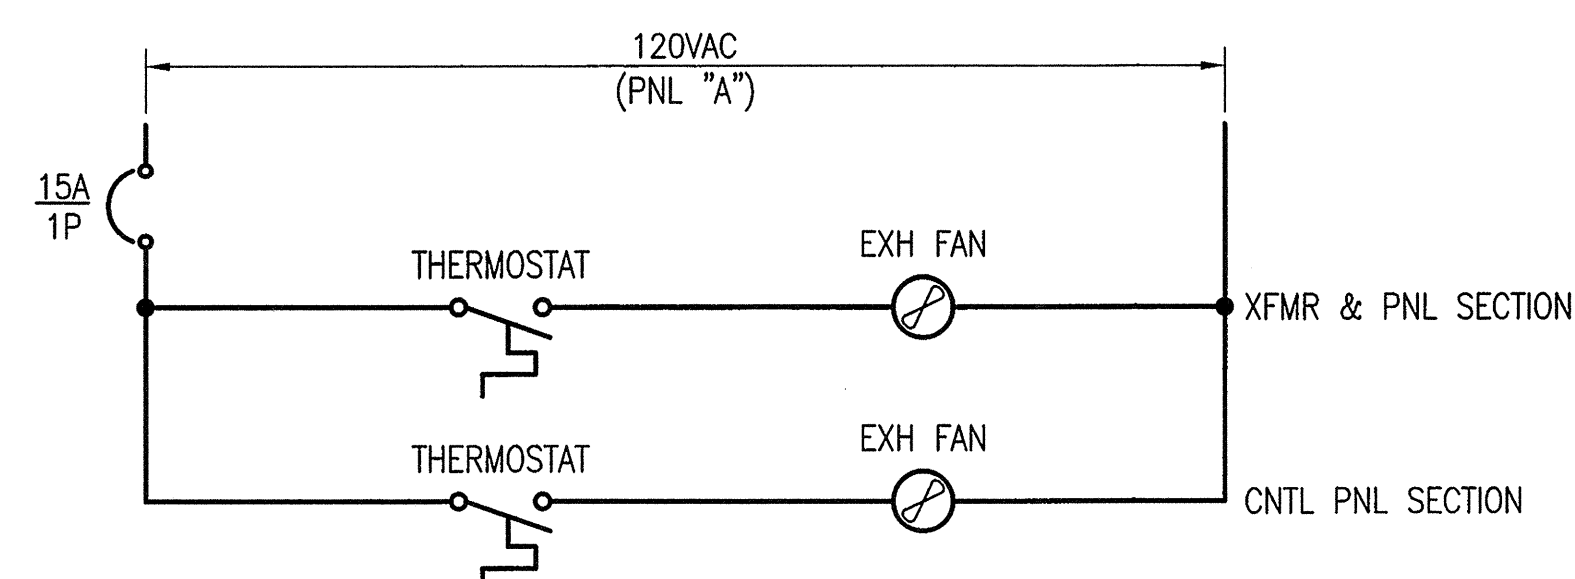 120VAC
(PNL "A")
15A
1P
THERMOSTAT
EXH FAN
XFMR & PNL SECTION
THERMOSTAT
EXH FAN
CNTL PNL SECTION